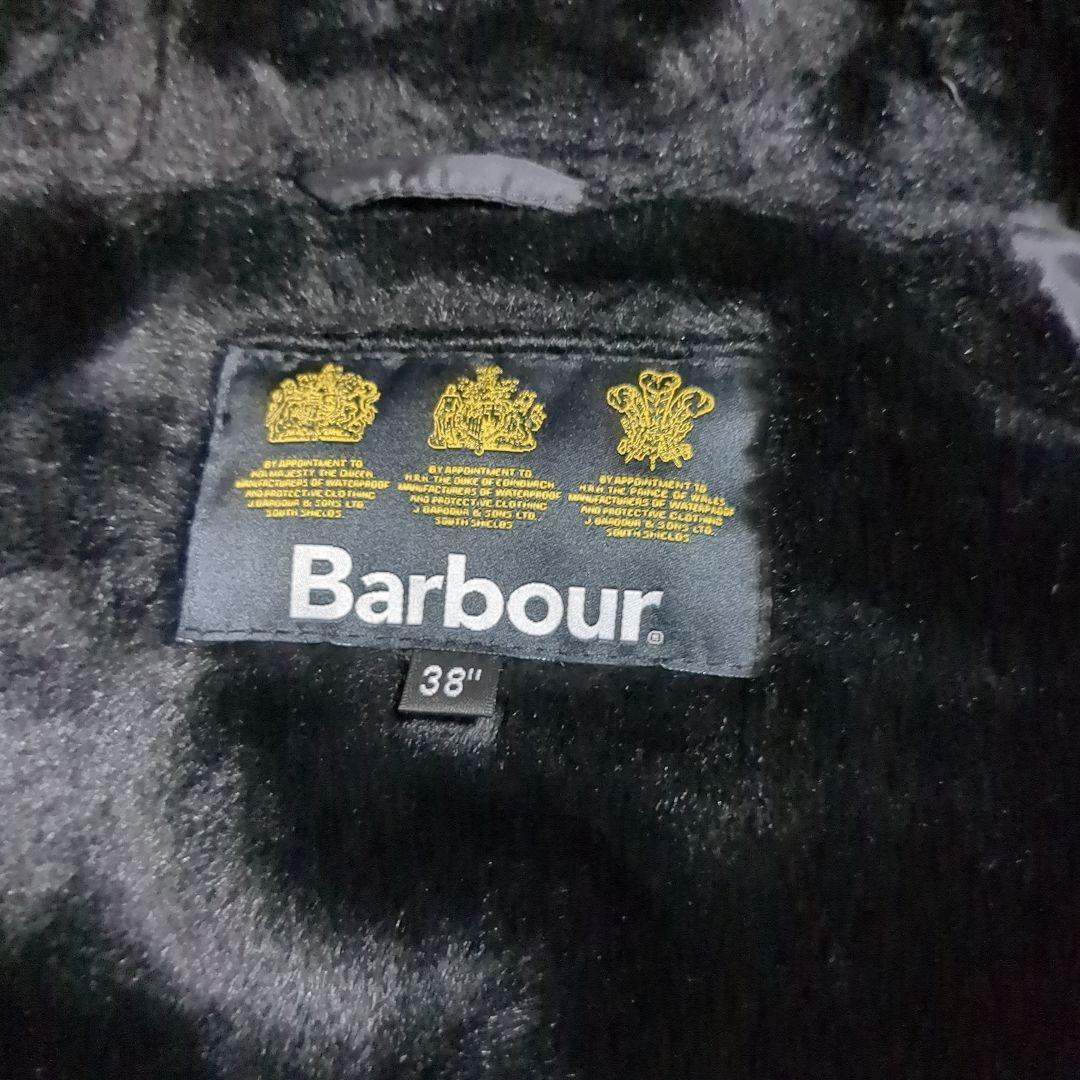 BY APPOINTMENT TO
HER MAJESTY THE QUEEN
MANUFACTURERS OF WATERPROOF
AND PROTECTIVE CLOTHING
J. BARBOUR & SONS LTD.
SOUTH SHIELDS
BY APPOINTMENT TO
H.R.H. THE DUKE OF EDINBURGH
MANUFACTURERS OF WATERPROOF
AND PROTECTIVE CLOTHING
J. BARBOUR & SONS LTD.
SOUTH SHIELDS
BY APPOINTMENT TO
H.R.H. THE PRINCE OF WALES
MANUFACTURERS OF WATERPROOF
AND PROTECTIVE CLOTHING
J. BARBOUR & SONS LTD.
SOUTH SHIELDS
Barbour
38"